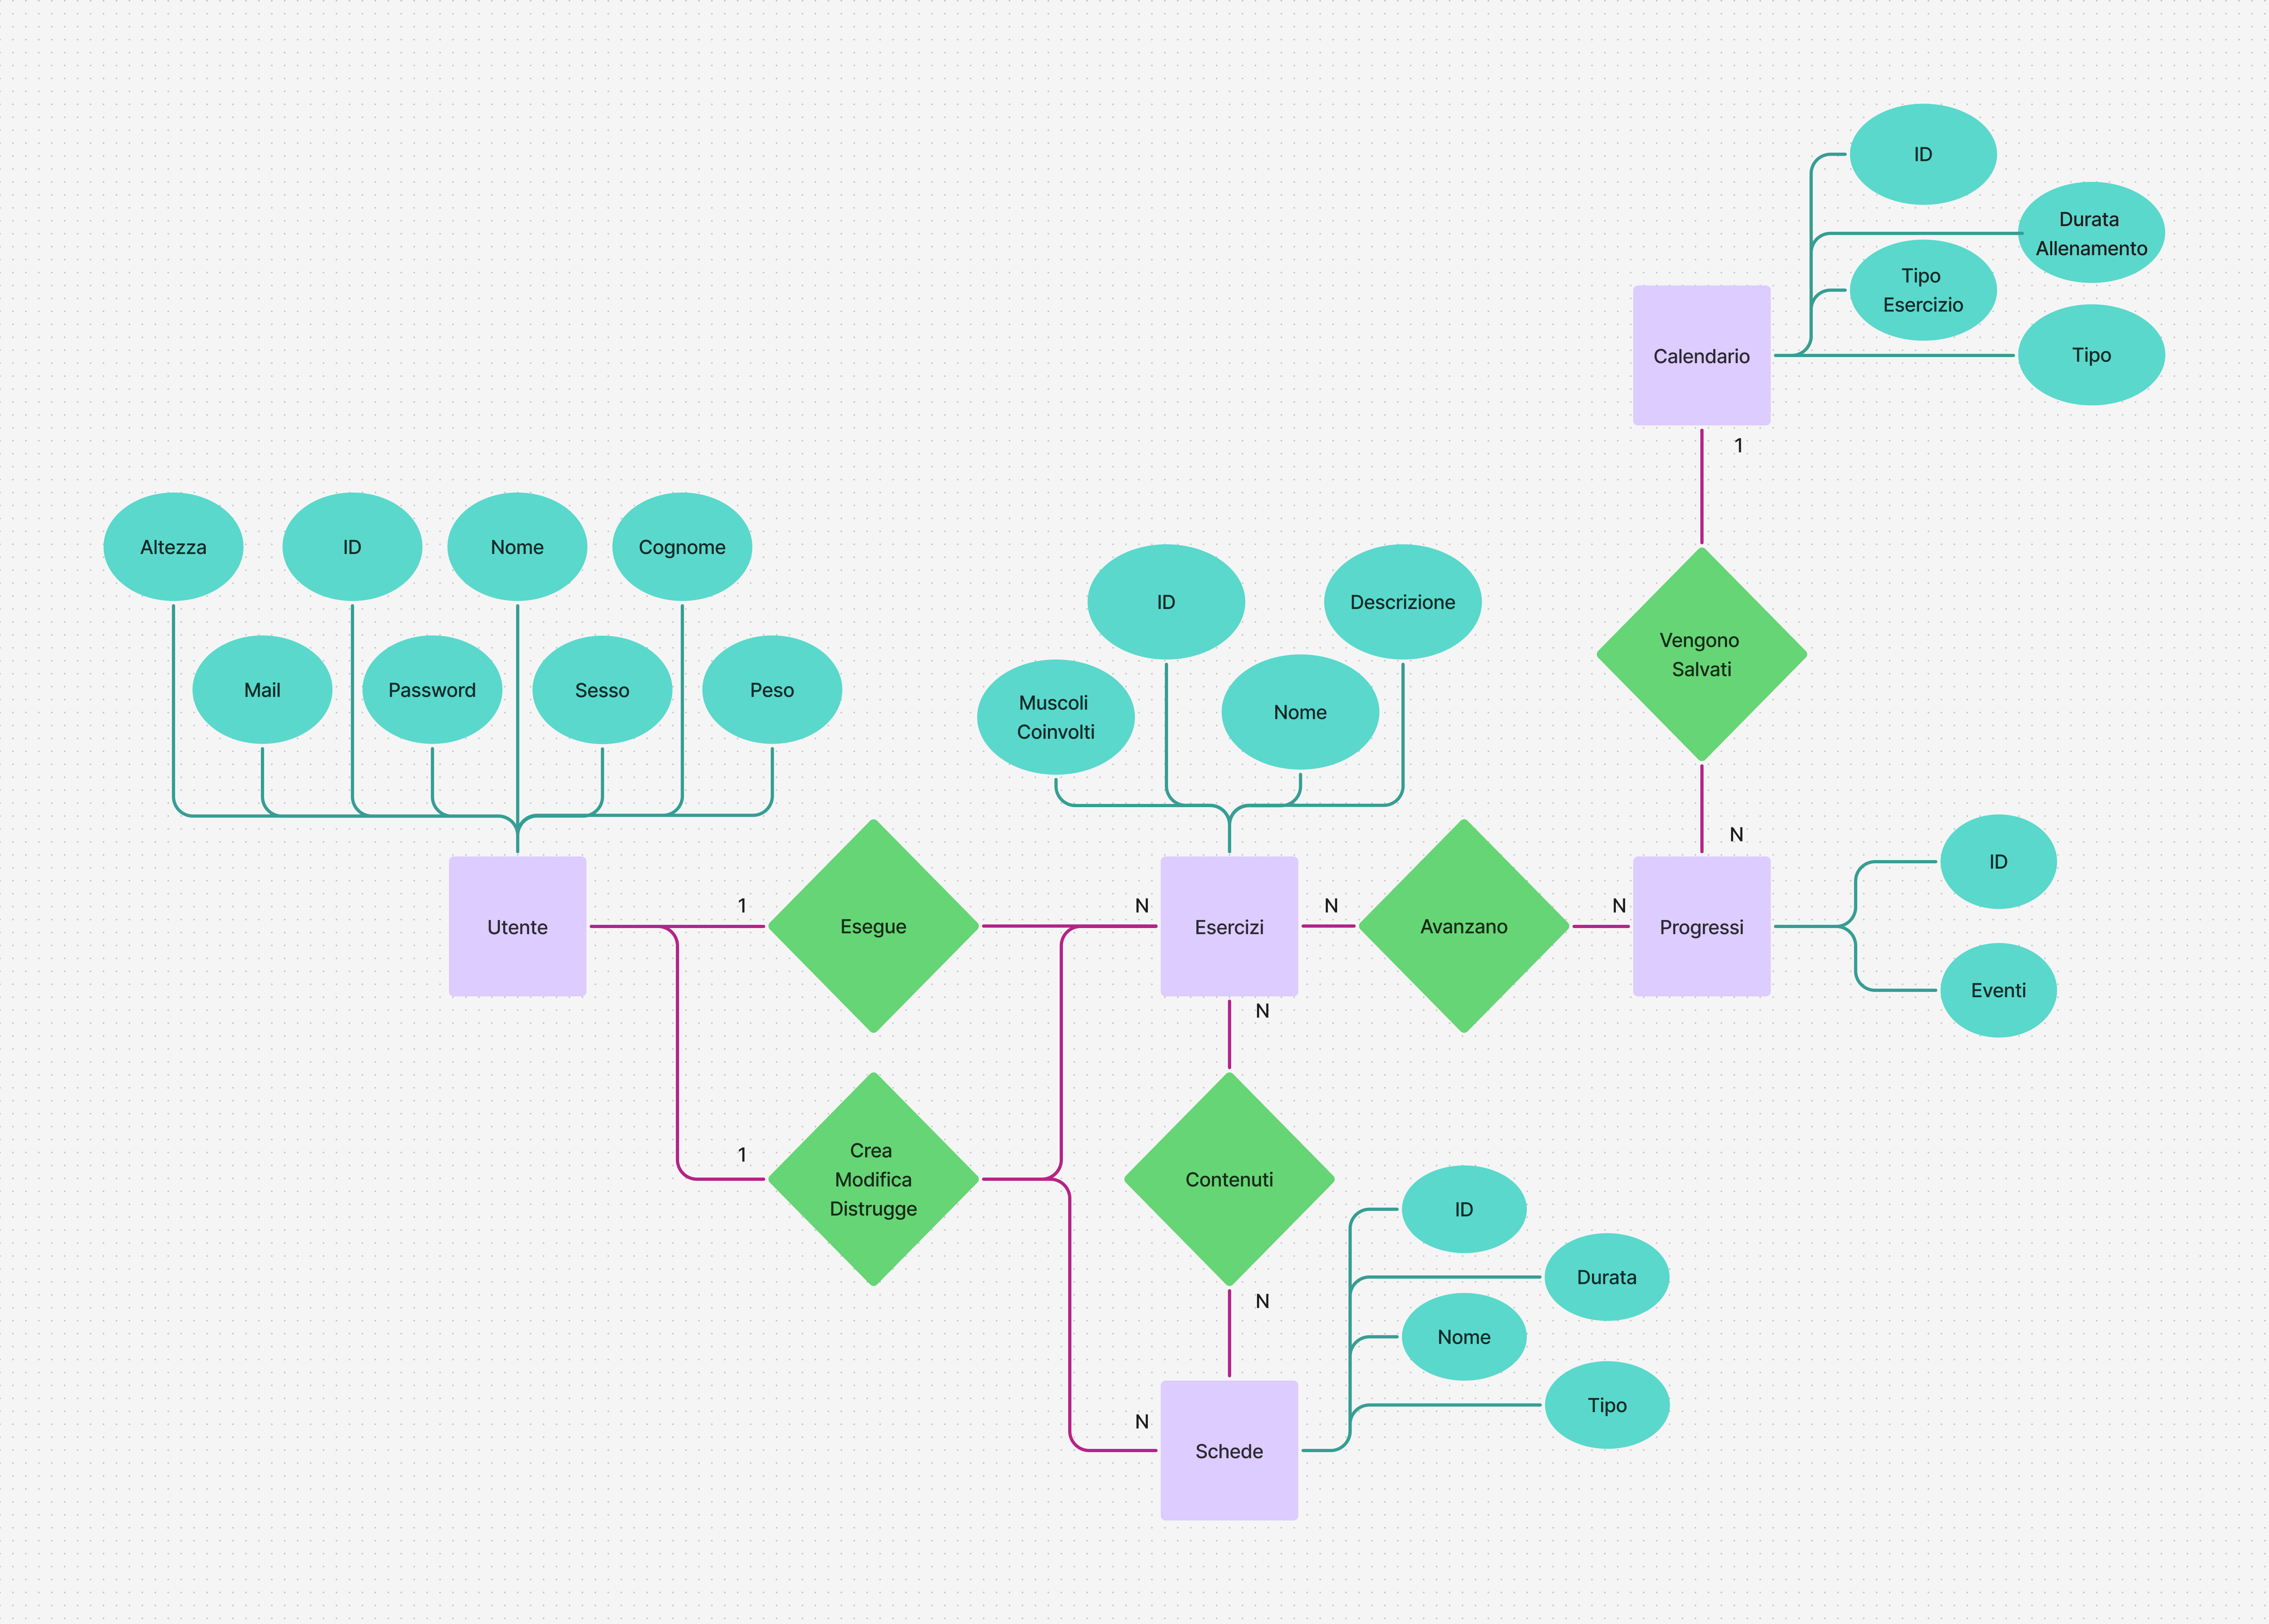 ID
Durata
Allenamento
Tipo
Esercizio
Calendario
Tipo
1
Altezza
ID
Nome
Cognome
ID
Descrizione
Vengono
Salvati
Mail
Password
Sesso
Peso
Muscoli
Coinvolti
Nome
N
ID
1
N
N
N
Utente
Esegue
Esercizi
Avanzano
Progressi
Eventi
N
1
Crea
Modifica
Distrugge
Contenuti
ID
Durata
N
Nome
Tipo
N
Schede